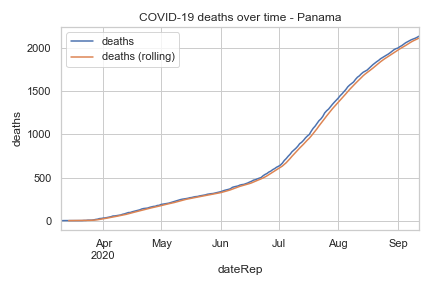 COVID-19 deaths over time - Panama
deaths
deaths (rolling)
2000
1500
1000
500
0
deaths
Apr
2020
May
Jun
Jul
Aug
Sep
dateRep